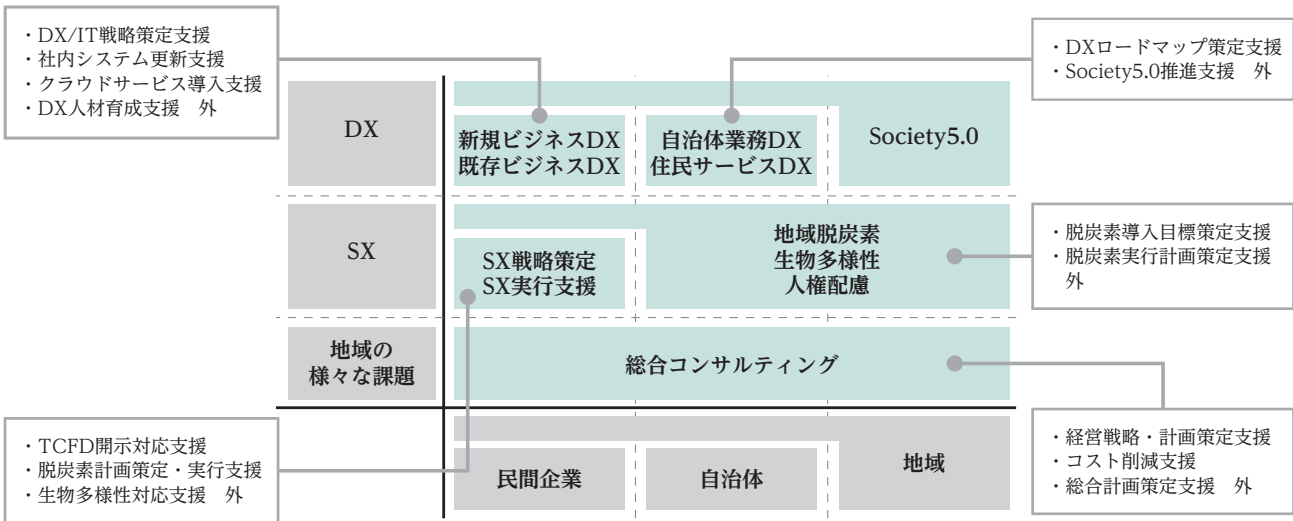 ・DX/IT戦略策定支援
・社内システム更新支援
・クラウドサービス導入支援
・DX人材育成支援　外
・DXロードマップ策定支援
・Society5.0推進支援　外
DX
新規ビジネスDX
既存ビジネスDX
自治体業務DX
住民サービスDX
Society5.0
SX
SX戦略策定
SX実行支援
地域脱炭素
生物多様性
人権配慮
・脱炭素導入目標策定支援
・脱炭素実行計画策定支援
外
地域の
様々な課題
総合コンサルティング
・TCFD開示対応支援
・脱炭素計画策定・実行支援
・生物多様性対応支援　外
民間企業
自治体
地域
・経営戦略・計画策定支援
・コスト削減支援
・総合計画策定支援　外